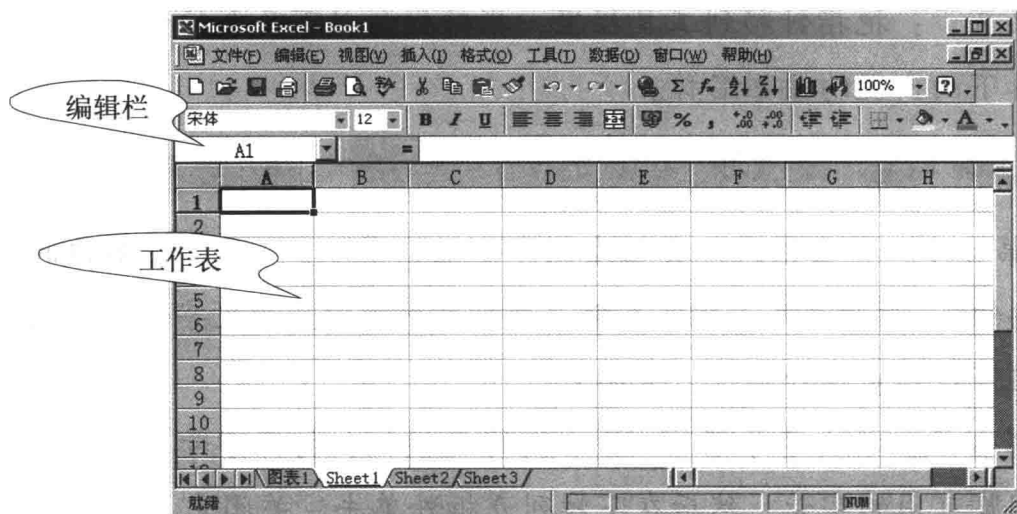 Microsoft Excel - Book1
文件(F) 编辑(E) 视图(V) 插入(I) 格式(O) 工具(T) 数据(D) 窗口(W) 帮助(H)
Σ f* 100% ?
宋体 12 B I U % ,
编辑栏
A1 =
A B C D E F G H
1
2
工作表
5
6
7
8
9
10
11
图表1 Sheet1 Sheet2 Sheet3
就绪 NUM